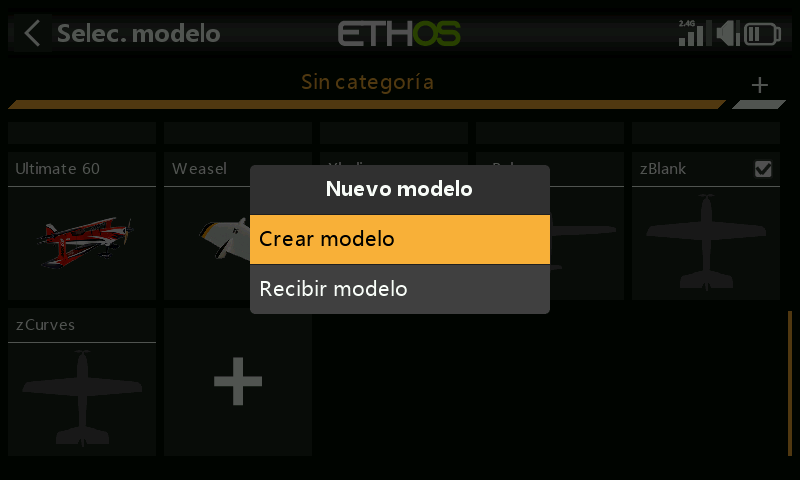 Selec. modelo
ETHOS
2.4G
Sin categoría
Ultimate 60
Weasel
zBlank
Nuevo modelo
Crear modelo
Recibir modelo
zCurves